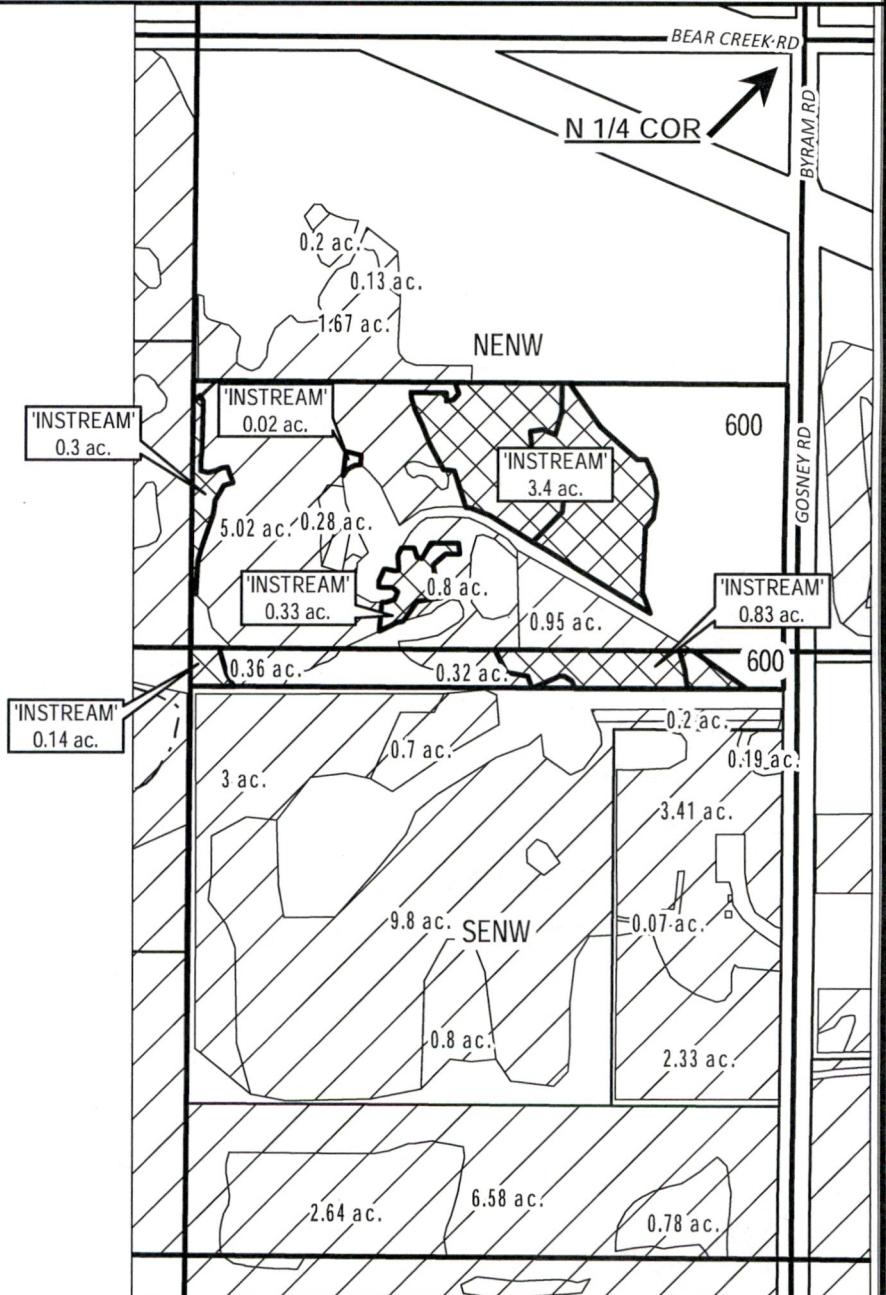 BEAR CREEK RD
N 1/4 COR
BYRAM RD
0.2 ac.
0.13 ac.
1.67 ac.
NENW
'INSTREAM'
0.02 ac.
'INSTREAM'
0.3 ac.
600
'INSTREAM'
3.4 ac.
GOSNEY RD
5.02 ac.
0.28 ac.
'INSTREAM'
0.33 ac.
0.8 ac.
'INSTREAM'
0.83 ac.
0.95 ac.
0.36 ac.
0.32 ac.
600
'INSTREAM'
0.14 ac.
0.2 ac.
0.7 ac.
0.19 ac.
3 ac.
3.41 ac.
9.8 ac.
SENW
0.07 ac.
0.8 ac.
2.33 ac.
2.64 ac.
6.58 ac.
0.78 ac.